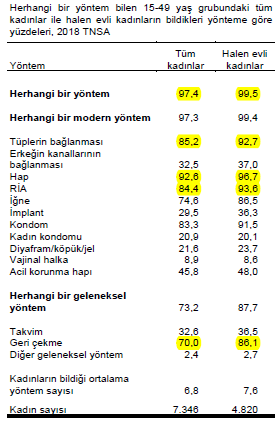 Herhangi bir yöntem bilen 15-49 yaş grubundaki tüm
kadınlar ile halen evli kadınların bildikleri yönteme göre
yüzdeleri, 2018 TNSA
Tüm Halen evli
Yöntem kadınlar kadınlar
Herhangi bir yöntem 97,4 99,5
Herhangi bir modern yöntem 97,3 99,4
Tüplerin bağlanması 85,2 92,7
Erkeğin kanallarının
bağlanması 32,5 37,0
Hap 92,6 96,7
RİA 84,4 93,6
İğne 74,6 86,5
İmplant 29,5 36,3
Kondom 83,3 91,5
Kadın kondomu 20,9 20,1
Diyafram/köpük/jel 21,6 23,7
Vajinal halka 8,9 8,6
Acil korunma hapı 45,8 48,0
Herhangi bir geleneksel
yöntem 73,2 87,7
Takvim 32,6 36,5
Geri çekme 70,0 86,1
Diğer geleneksel yöntem 2,4 2,7
Kadınların bildiği ortalama
yöntem sayısı 6,8 7,6
Kadın sayısı 7.346 4.820